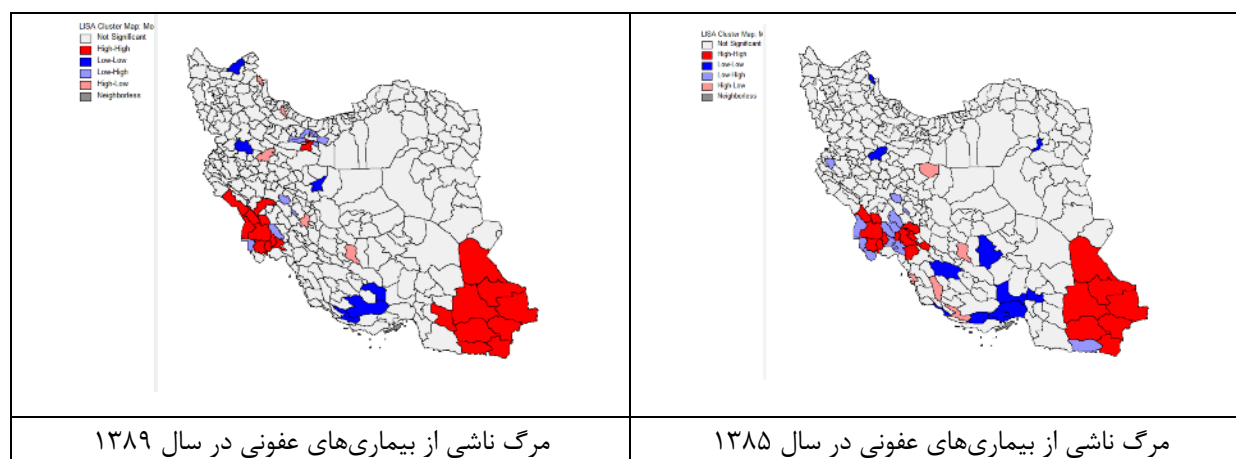 LISA Cluster Map: Mo
Not Significant
High-High
Low-Low
Low-High
High-Low
Neighborless
LISA Cluster Map: M
Not Significant
High-High
Low-Low
Low-High
High-Low
Neighborless
مرگ ناشی از بیماری‌های عفونی در سال ۱۳۸۹
مرگ ناشی از بیماری‌های عفونی در سال ۱۳۸۵